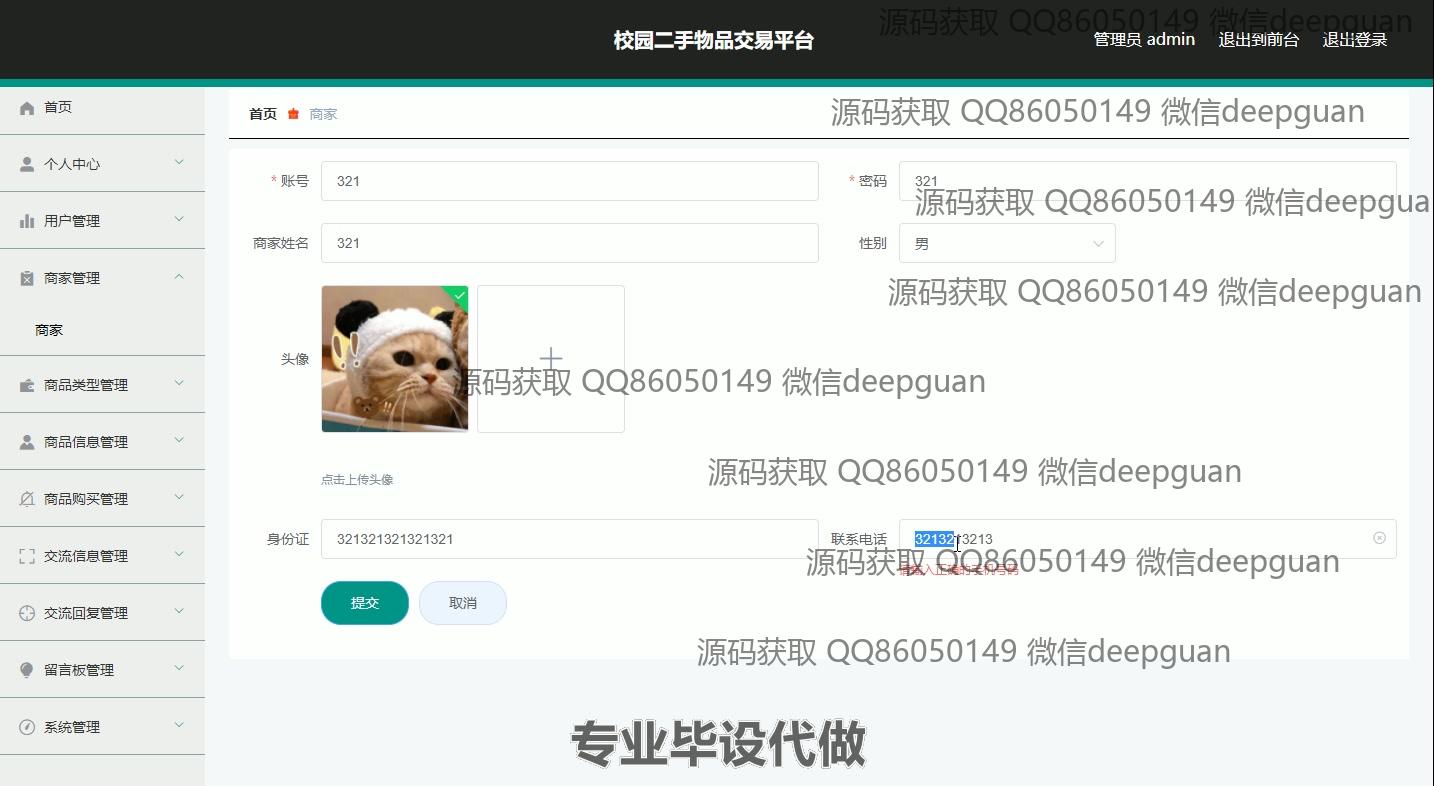 校园二手物品交易平台
源码获取 QQ86050149 微信deepguan
管理员 admin 退出到前台 退出登录
首页
首页 商家
源码获取 QQ86050149 微信deepguan
个人中心
* 账号 321
* 密码 321
源码获取 QQ86050149 微信deepgua
用户管理
商家姓名 321
性别 男
商家管理
源码获取 QQ86050149 微信deepguan
商家
头像
商品类型管理
源码获取 QQ86050149 微信deepguan
商品信息管理
点击上传头像
源码获取 QQ86050149 微信deepguan
商品购买管理
身份证 321321321321321
联系电话 3213213213
交流信息管理
源码获取 QQ86050149 微信deepguan
请输入正确的手机号码
提交 取消
交流回复管理
源码获取 QQ86050149 微信deepguan
留言板管理
系统管理
专业毕设代做